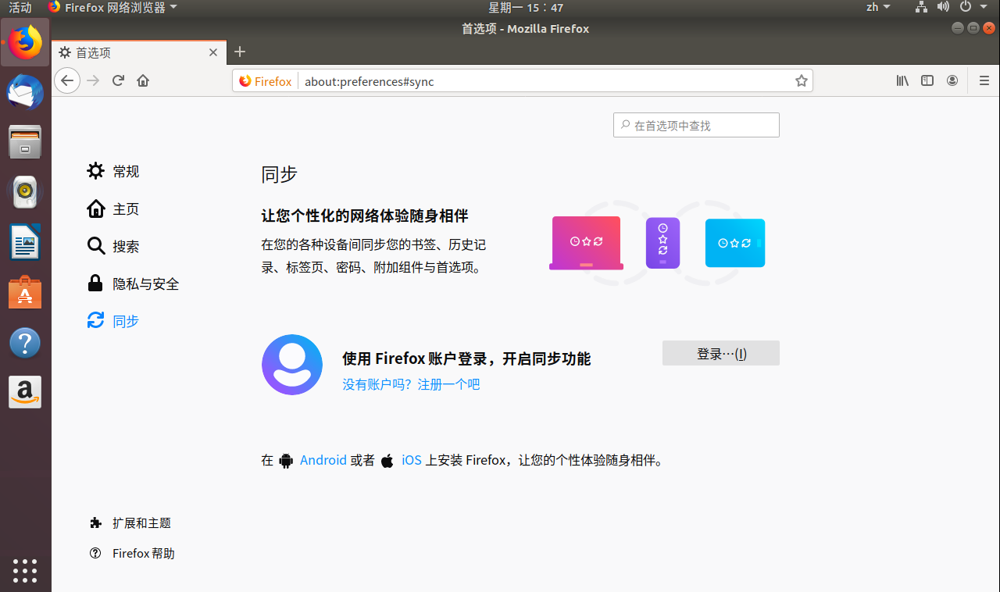 活动
Firefox 网络浏览器
星期一 15：47
zh
首选项 - Mozilla Firefox
首选项
Firefox
about:preferences#sync
在首选项中查找
常规
主页
搜索
隐私与安全
同步
同步
让您个性化的网络体验随身相伴
在您的各种设备间同步您的书签、历史记
录、标签页、密码、附加组件与首选项。
使用 Firefox 账户登录，开启同步功能
没有账户吗？注册一个吧
登录…(I)
在 Android 或者 iOS 上安装 Firefox，让您的个性体验随身相伴。
扩展和主题
Firefox 帮助